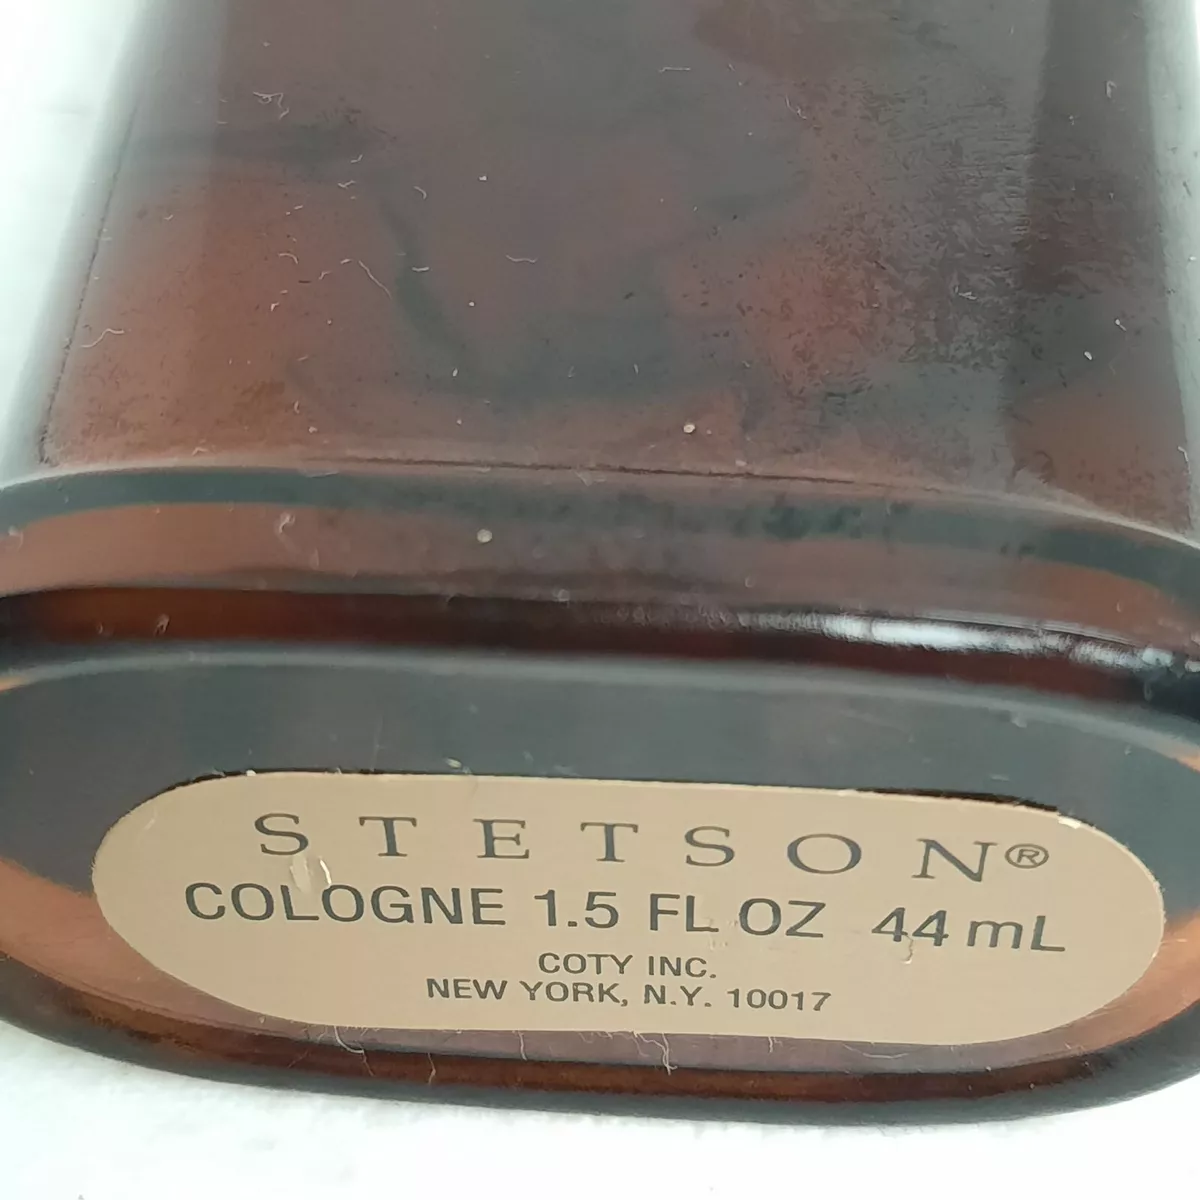 STETSON®
COLOGNE 1.5 FL OZ 44 mL
COTY INC.
NEW YORK, N.Y. 10017